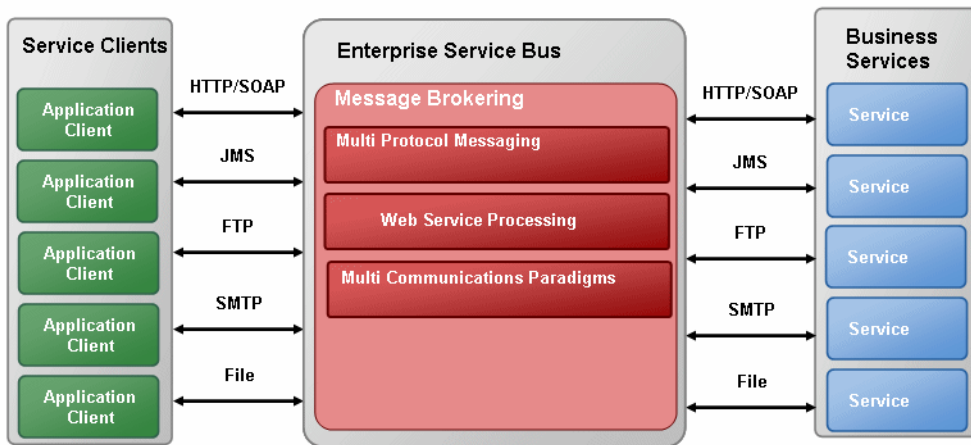 Service Clients
Application
Client
Application
Client
Application
Client
Application
Client
Application
Client
HTTP/SOAP
JMS
FTP
SMTP
File
Enterprise Service Bus
Message Brokering
Multi Protocol Messaging
Web Service Processing
Multi Communications Paradigms
HTTP/SOAP
JMS
FTP
SMTP
File
Business
Services
Service
Service
Service
Service
Service